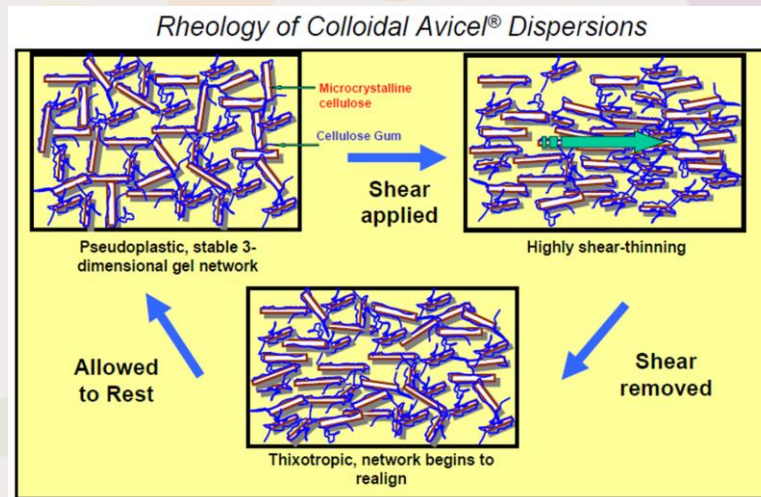 Rheology of Colloidal Avicel® Dispersions
Microcrystalline
cellulose
Cellulose Gum
Shear
applied
Pseudoplastic, stable 3-
dimensional gel network
Highly shear-thinning
Allowed
to Rest
Shear
removed
Thixotropic, network begins to
realign